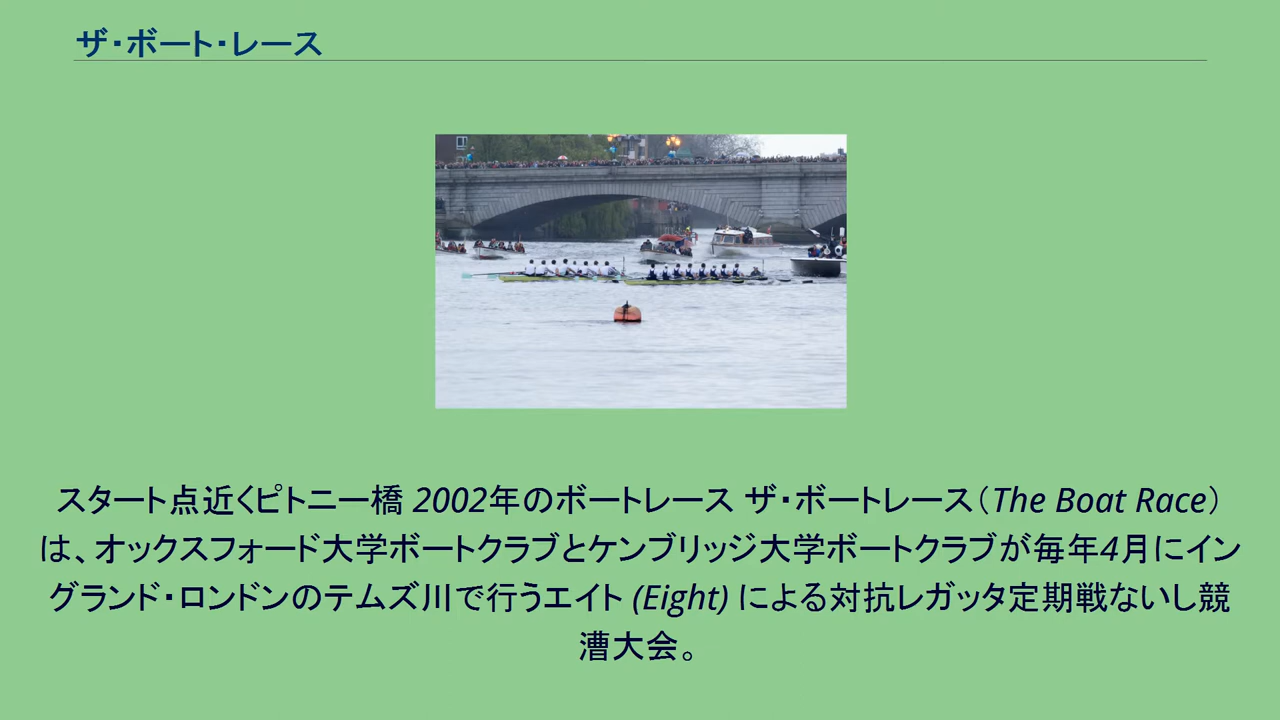 ザ・ボート・レース
スタート点近くピトニー橋 2002年のボートレース ザ・ボートレース（The Boat Race）
は、オックスフォード大学ボートクラブとケンブリッジ大学ボートクラブが毎年4月にイン
グランド・ロンドンのテムズ川で行うエイト (Eight) による対抗レガッタ定期戦ないし競
漕大会。